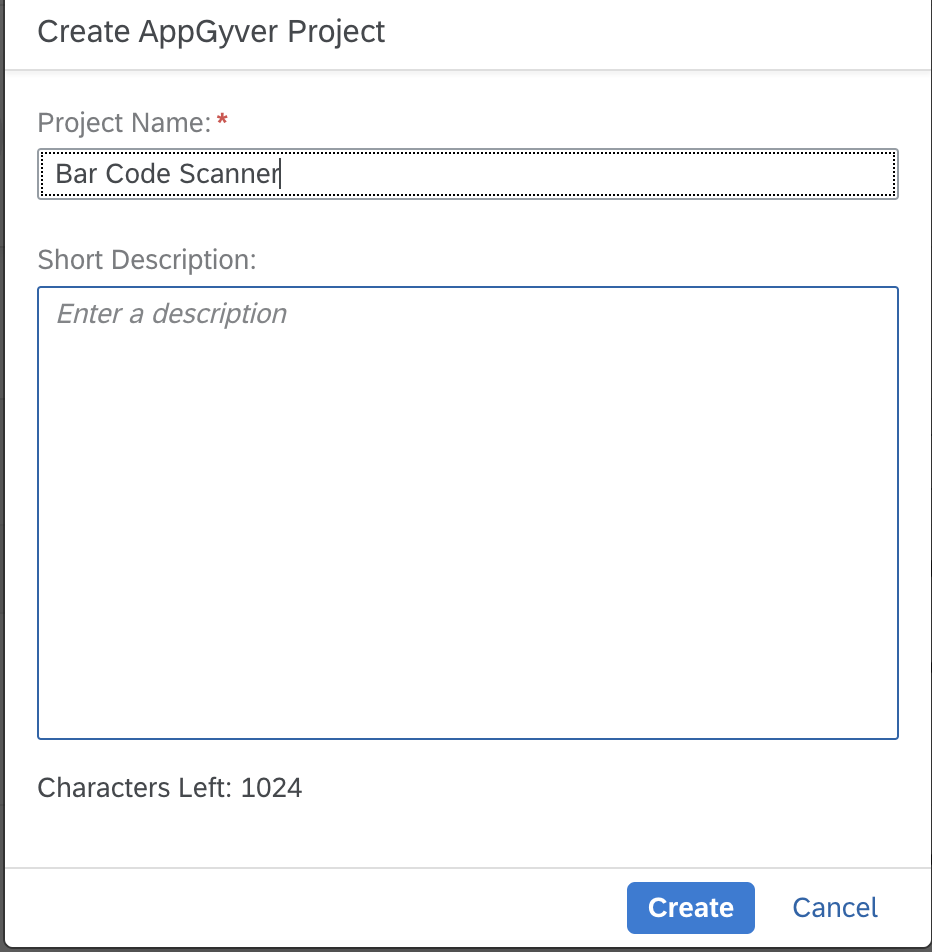 Create AppGyver Project
Project Name: *
Bar Code Scanner
Short Description:
Enter a description
Characters Left: 1024
Create Cancel